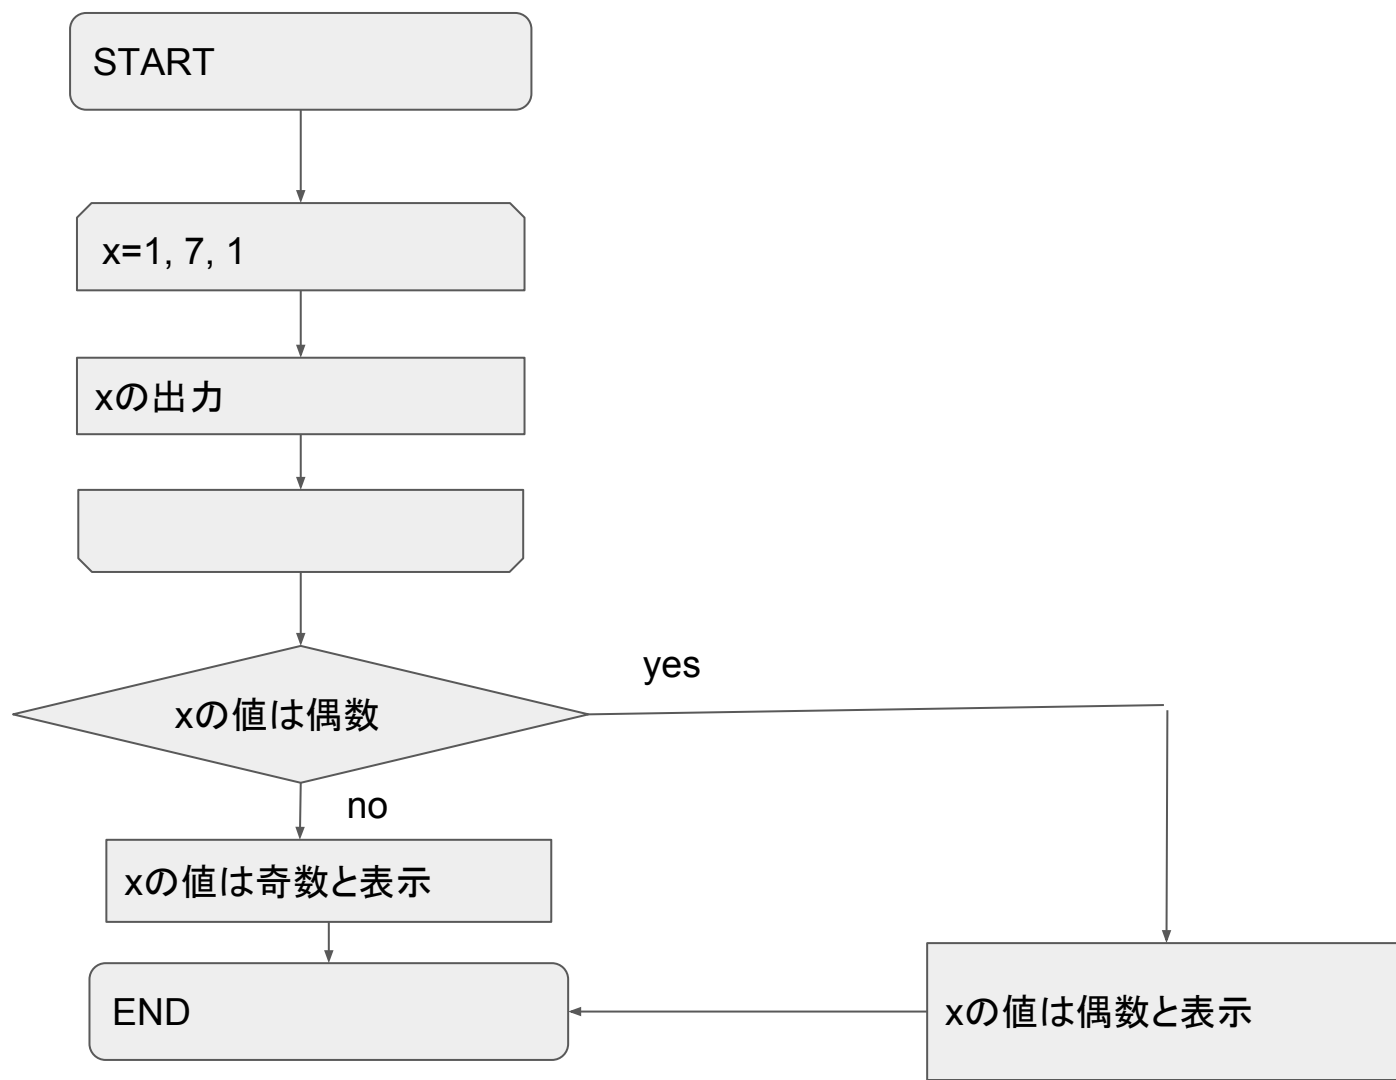 START
x=1, 7, 1
xの出力
xの値は偶数
yes
no
xの値は奇数と表示
END
xの値は偶数と表示